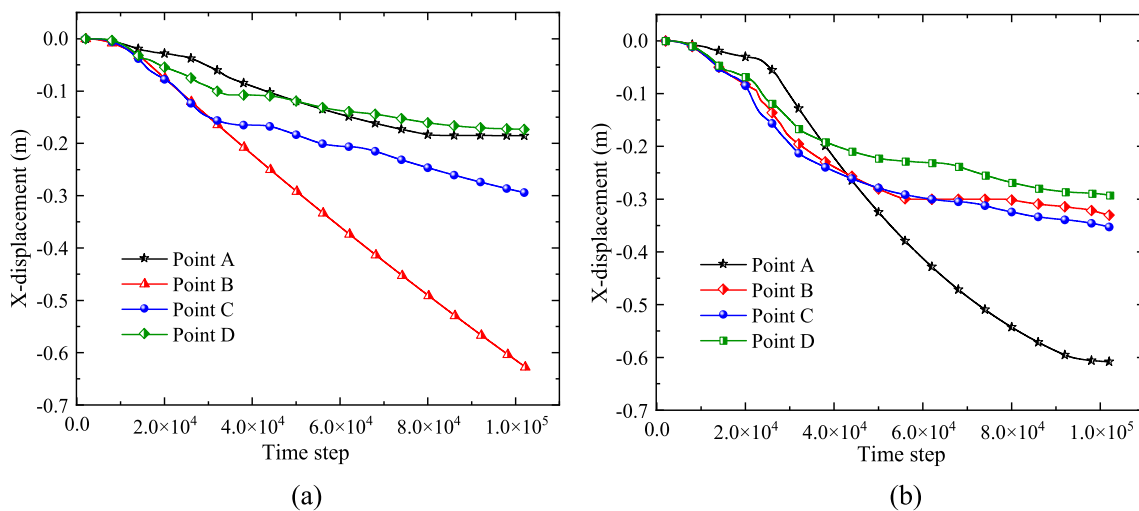 0.0
-0.1
-0.2
-0.3
-0.4
-0.5
-0.6
-0.7
X-displacement (m)
Point A
Point B
Point C
Point D
0.0
2.0×10⁴
4.0×10⁴
6.0×10⁴
8.0×10⁴
1.0×10⁵
Time step
(a)
0.0
-0.1
-0.2
-0.3
-0.4
-0.5
-0.6
-0.7
X-displacement (m)
Point A
Point B
Point C
Point D
0.0
2.0×10⁴
4.0×10⁴
6.0×10⁴
8.0×10⁴
1.0×10⁵
Time step
(b)